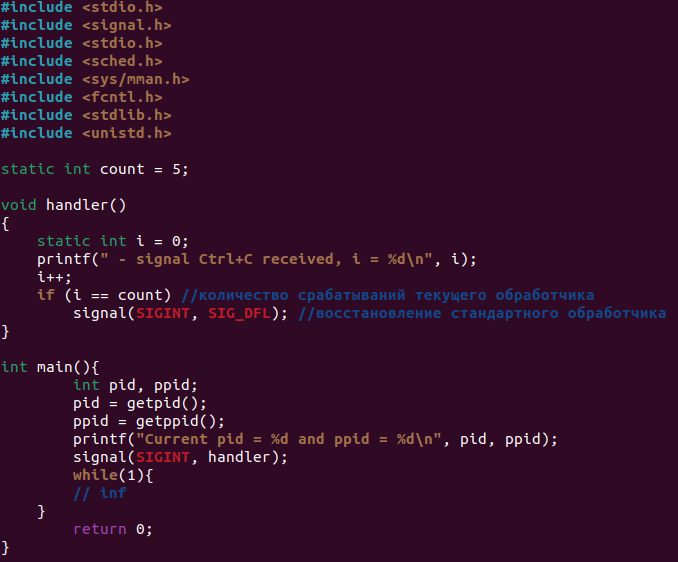 #include <stdio.h>
#include <signal.h>
#include <stdio.h>
#include <sched.h>
#include <sys/mman.h>
#include <fcntl.h>
#include <stdlib.h>
#include <unistd.h>

static int count = 5;

void handler()
{
    static int i = 0;
    printf(" - signal Ctrl+C received, i = %d\n", i);
    i++;
    if (i == count) //количество срабатываний текущего обработчика
        signal(SIGINT, SIG_DFL); //восстановление стандартного обработчика
}

int main(){
        int pid, ppid;
        pid = getpid();
        ppid = getppid();
        printf("Current pid = %d and ppid = %d\n", pid, ppid);
        signal(SIGINT, handler);
        while(1){
        // inf
    }
        return 0;
}